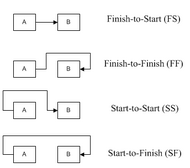 A B Finish-to-Start (FS)
A B Finish-to-Finish (FF)
A B Start-to-Start (SS)
A B Start-to-Finish (SF)